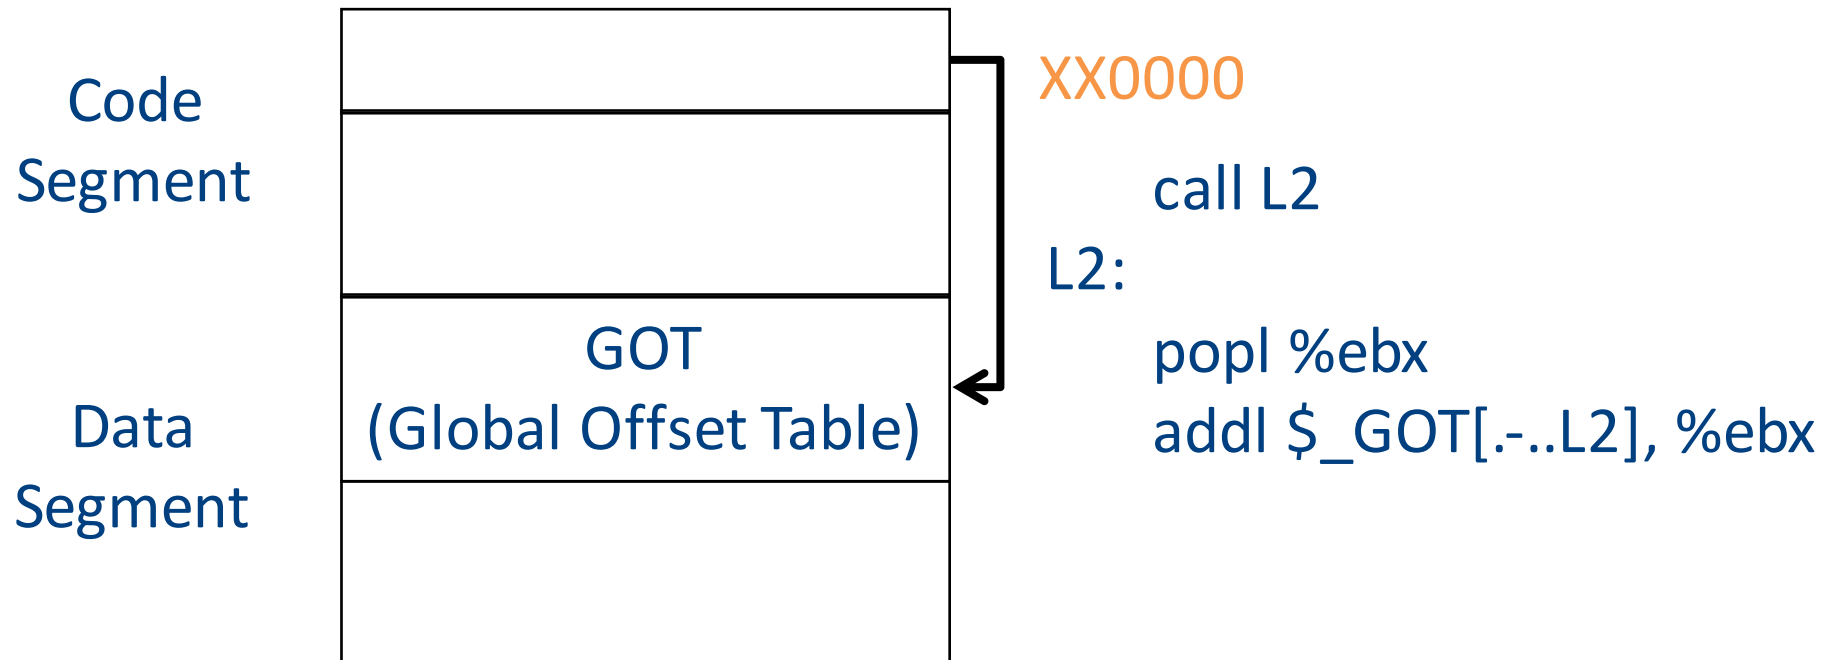 Code
Segment
Data
Segment
GOT
(Global Offset Table)
XX0000
call L2
L2:
popl %ebx
addl $_GOT[.-..L2], %ebx